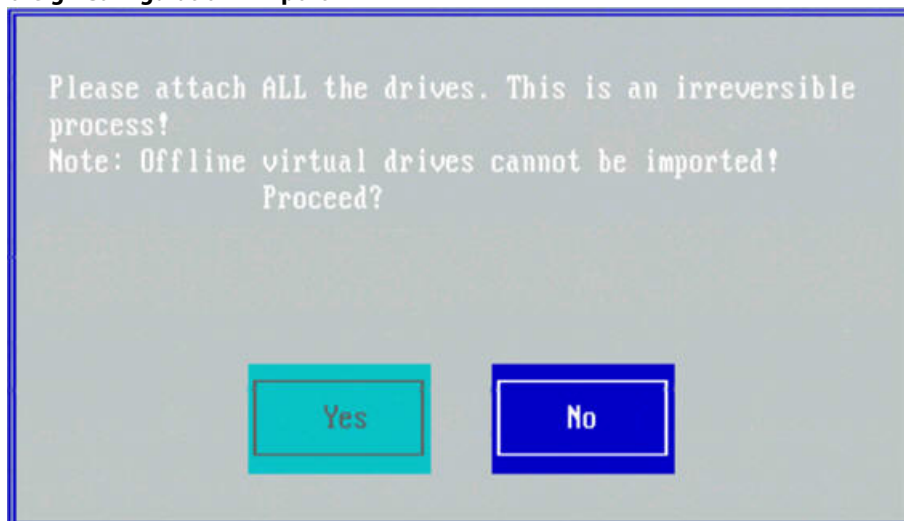 Please attach ALL the drives. This is an irreversible
process!
Note: Offline virtual drives cannot be imported!
Proceed?
Yes
No